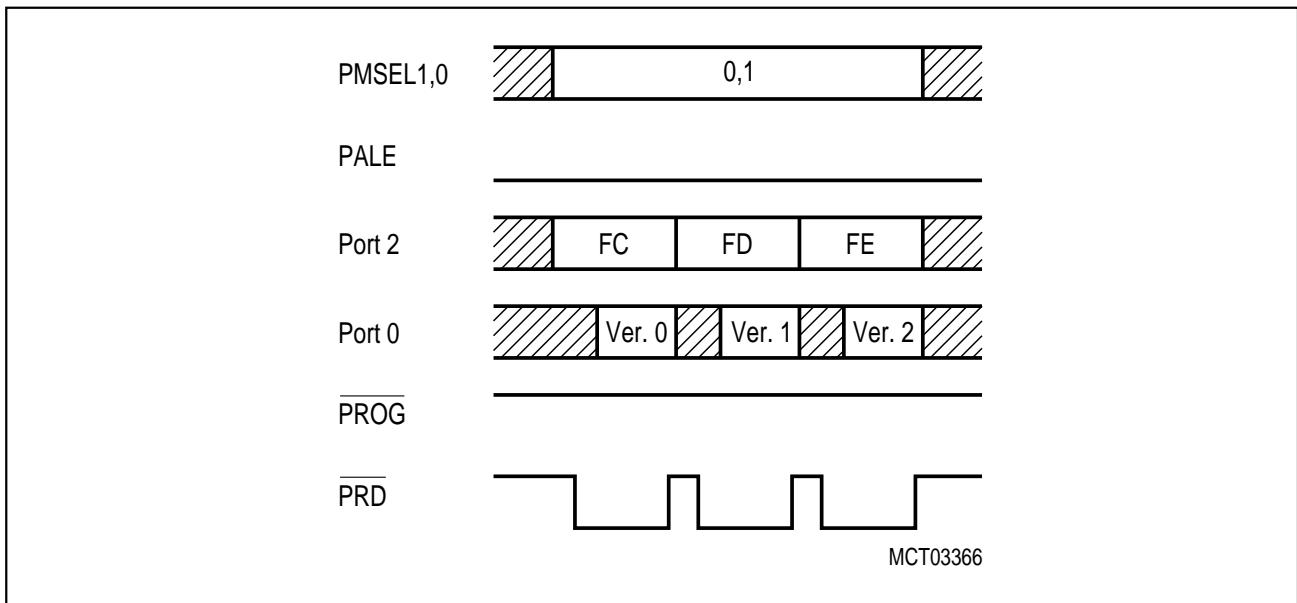 PMSEL1,0 0,1
PALE
Port 2 FC FD FE
Port 0 Ver. 0 Ver. 1 Ver. 2
PROG
PRD
MCT03366